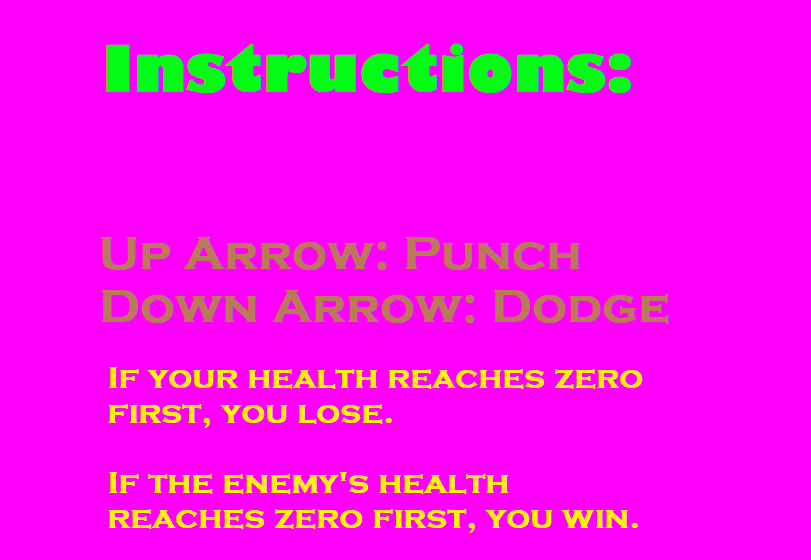 Instructions:
Up Arrow: Punch
Down Arrow: Dodge
If your health reaches zero
first, you lose.
If the enemy's health
reaches zero first, you win.